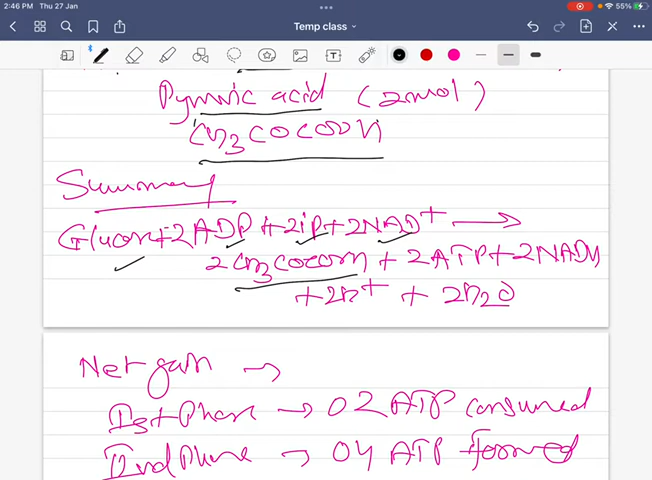 2:46 PM Thu 27 Jan
55%
Temp class
Pyruvic acid (2mol)
CH3COCOOH
Summary
Glucose+2ADP+2iP+2NAD+ →
2CH3COCOOH + 2ATP+2NADH
+2H+ + 2H2O
Net gain →
Ist Phase → 02 ATP consumed
IInd Phase → 04 ATP formed